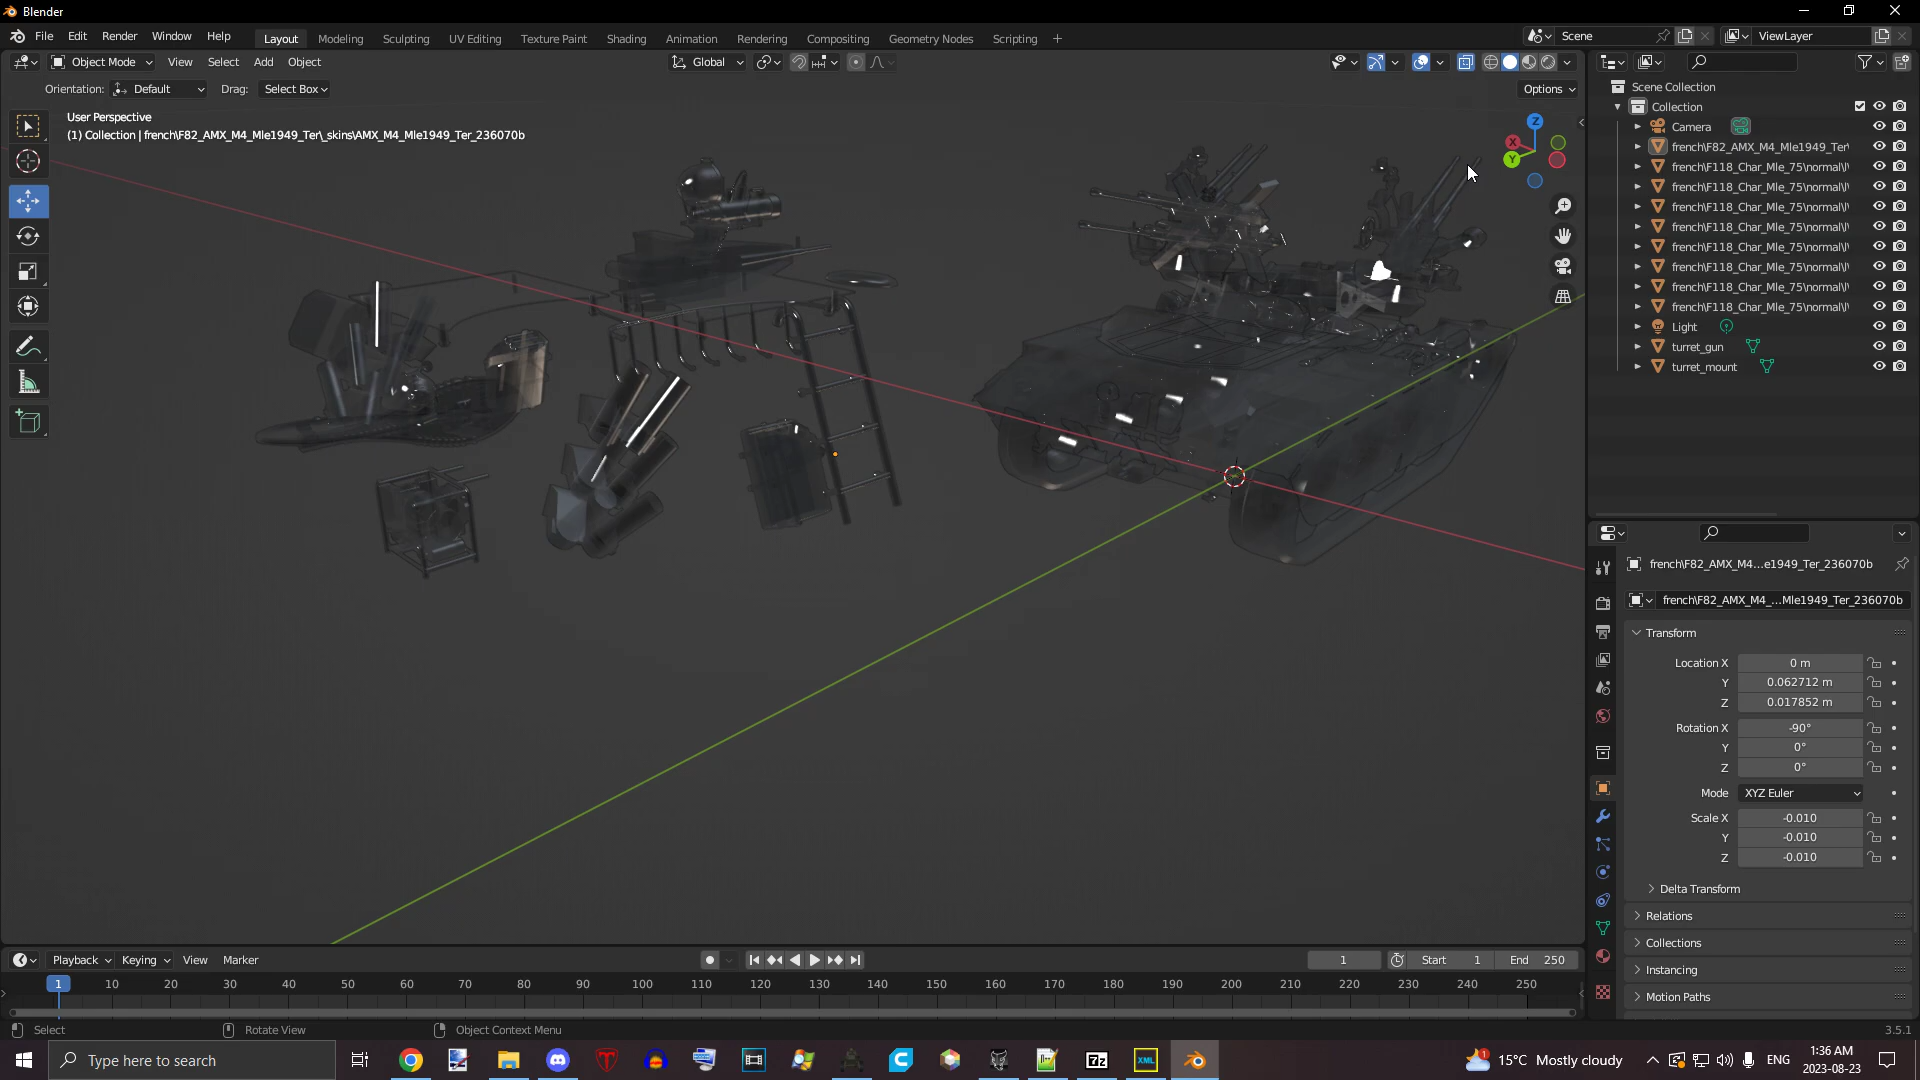 Blender
File Edit Render Window Help
Layout Modeling Sculpting UV Editing Texture Paint Shading Animation Rendering Compositing Geometry Nodes Scripting +
Scene
ViewLayer
Object Mode View Select Add Object
Global
Orientation: Default Drag: Select Box
Options
User Perspective
(1) Collection | french\F82_AMX_M4_Mle1949_Ter\_skins\AMX_M4_Mle1949_Ter_236070b
Z
X
Y
Scene Collection
Collection
Camera
french\F82_AMX_M4_Mle1949_Ter\
french\F118_Char_Mle_75\normal\l\
french\F118_Char_Mle_75\normal\l\
french\F118_Char_Mle_75\normal\l\
french\F118_Char_Mle_75\normal\l\
french\F118_Char_Mle_75\normal\l\
french\F118_Char_Mle_75\normal\l\
french\F118_Char_Mle_75\normal\l\
french\F118_Char_Mle_75\normal\l\
Light
turret_gun
turret_mount
french\F82_AMX_M4...e1949_Ter_236070b
french\F82_AMX_M4_...Mle1949_Ter_236070b
Transform
Location X 0 m
Y 0.062712 m
Z 0.017852 m
Rotation X -90°
Y 0°
Z 0°
Mode XYZ Euler
Scale X -0.010
Y -0.010
Z -0.010
Delta Transform
Relations
Collections
Instancing
Motion Paths
Playback Keying View Marker
1 Start 1 End 250
1 10 20 30 40 50 60 70 80 90 100 110 120 130 140 150 160 170 180 190 200 210 220 230 240 250
Select Rotate View Object Context Menu
3.5.1
Type here to search
7z
XML
1
15°C Mostly cloudy
ENG
1:36 AM
2023-08-23